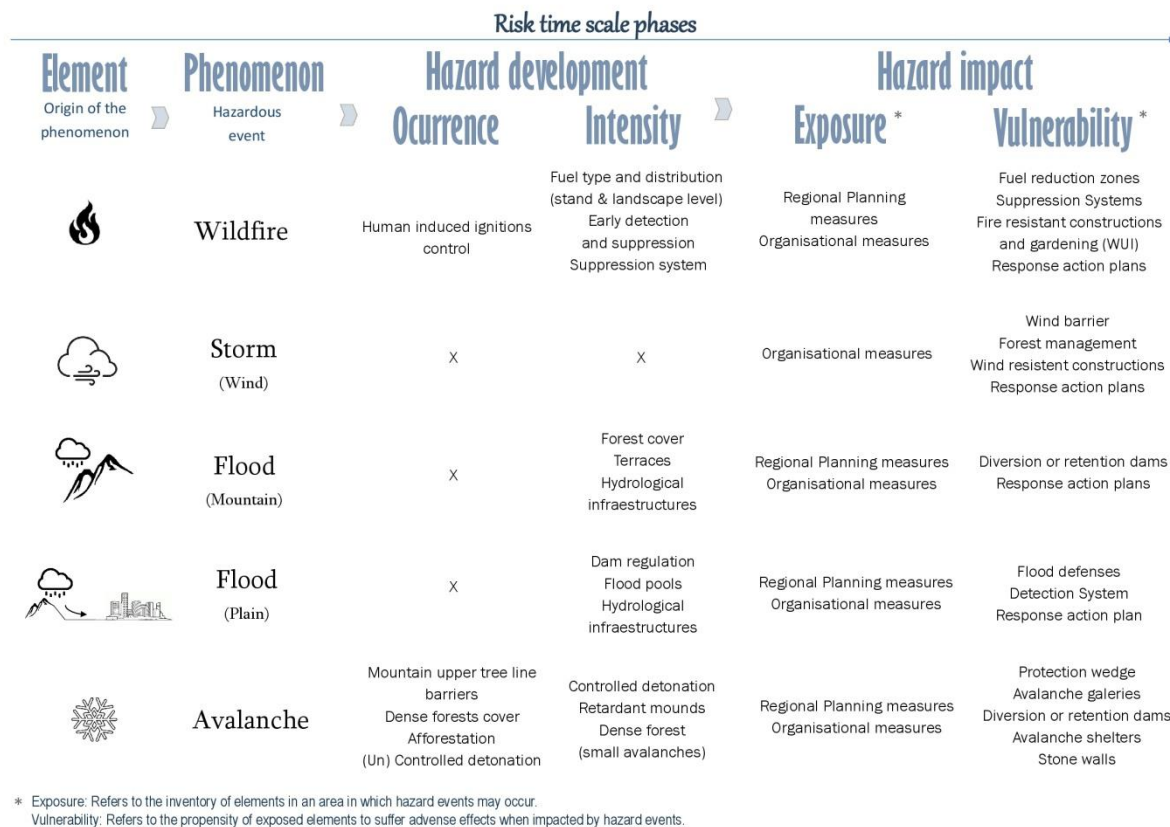 Risk time scale phases
Element
Origin of the
phenomenon
Phenomenon
Hazardous
event
Hazard development
Ocurrence
Intensity
Hazard impact
Exposure *
Vulnerability *
Wildfire
Human induced ignitions
control
Fuel type and distribution
(stand & landscape level)
Early detection
and suppression
Suppression system
Regional Planning
measures
Organisational measures
Fuel reduction zones
Suppression Systems
Fire resistant constructions
and gardening (WUI)
Response action plans
Storm
(Wind)
X
X
Organisational measures
Wind barrier
Forest management
Wind resistent constructions
Response action plans
Flood
(Mountain)
X
Forest cover
Terraces
Hydrological
infraestructures
Regional Planning measures
Organisational measures
Diversion or retention dams
Response action plans
Flood
(Plain)
X
Dam regulation
Flood pools
Hydrological
infraestructures
Regional Planning measures
Organisational measures
Flood defenses
Detection System
Response action plan
Avalanche
Mountain upper tree line
barriers
Dense forests cover
Afforestation
(Un) Controlled detonation
Controlled detonation
Retardant mounds
Dense forest
(small avalanches)
Regional Planning measures
Organisational measures
Protection wedge
Avalanche galeries
Diversion or retention dams
Avalanche shelters
Stone walls
* Exposure: Refers to the inventory of elements in an area in which hazard events may occur.
Vulnerability: Refers to the propensity of exposed elements to suffer advense effects when impacted by hazard events.